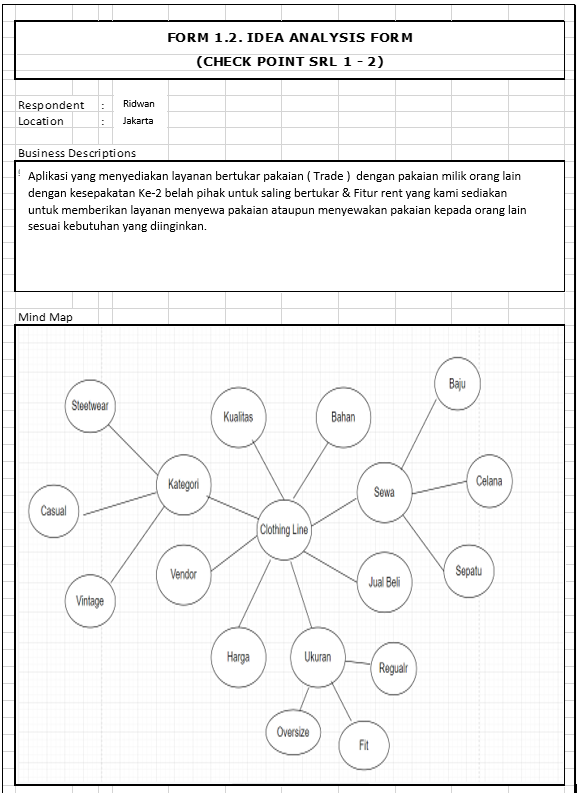 FORM 1.2. IDEA ANALYSIS FORM
(CHECK POINT SRL 1 - 2)
Respondent : Ridwan
Location : Jakarta
Business Descriptions
Aplikasi yang menyediakan layanan bertukar pakaian ( Trade ) dengan pakaian milik orang lain
dengan kesepakatan Ke-2 belah pihak untuk saling bertukar & Fitur rent yang kami sediakan
untuk memberikan layanan menyewa pakaian ataupun menyewakan pakaian kepada orang lain
sesuai kebutuhan yang diinginkan.
Mind Map
Baju
Steetwear
Kualitas
Bahan
Kategori
Sewa
Celana
Casual
Clothing Line
Vendor
Jual Beli
Sepatu
Vintage
Harga
Ukuran
Regualr
Oversize
Fit